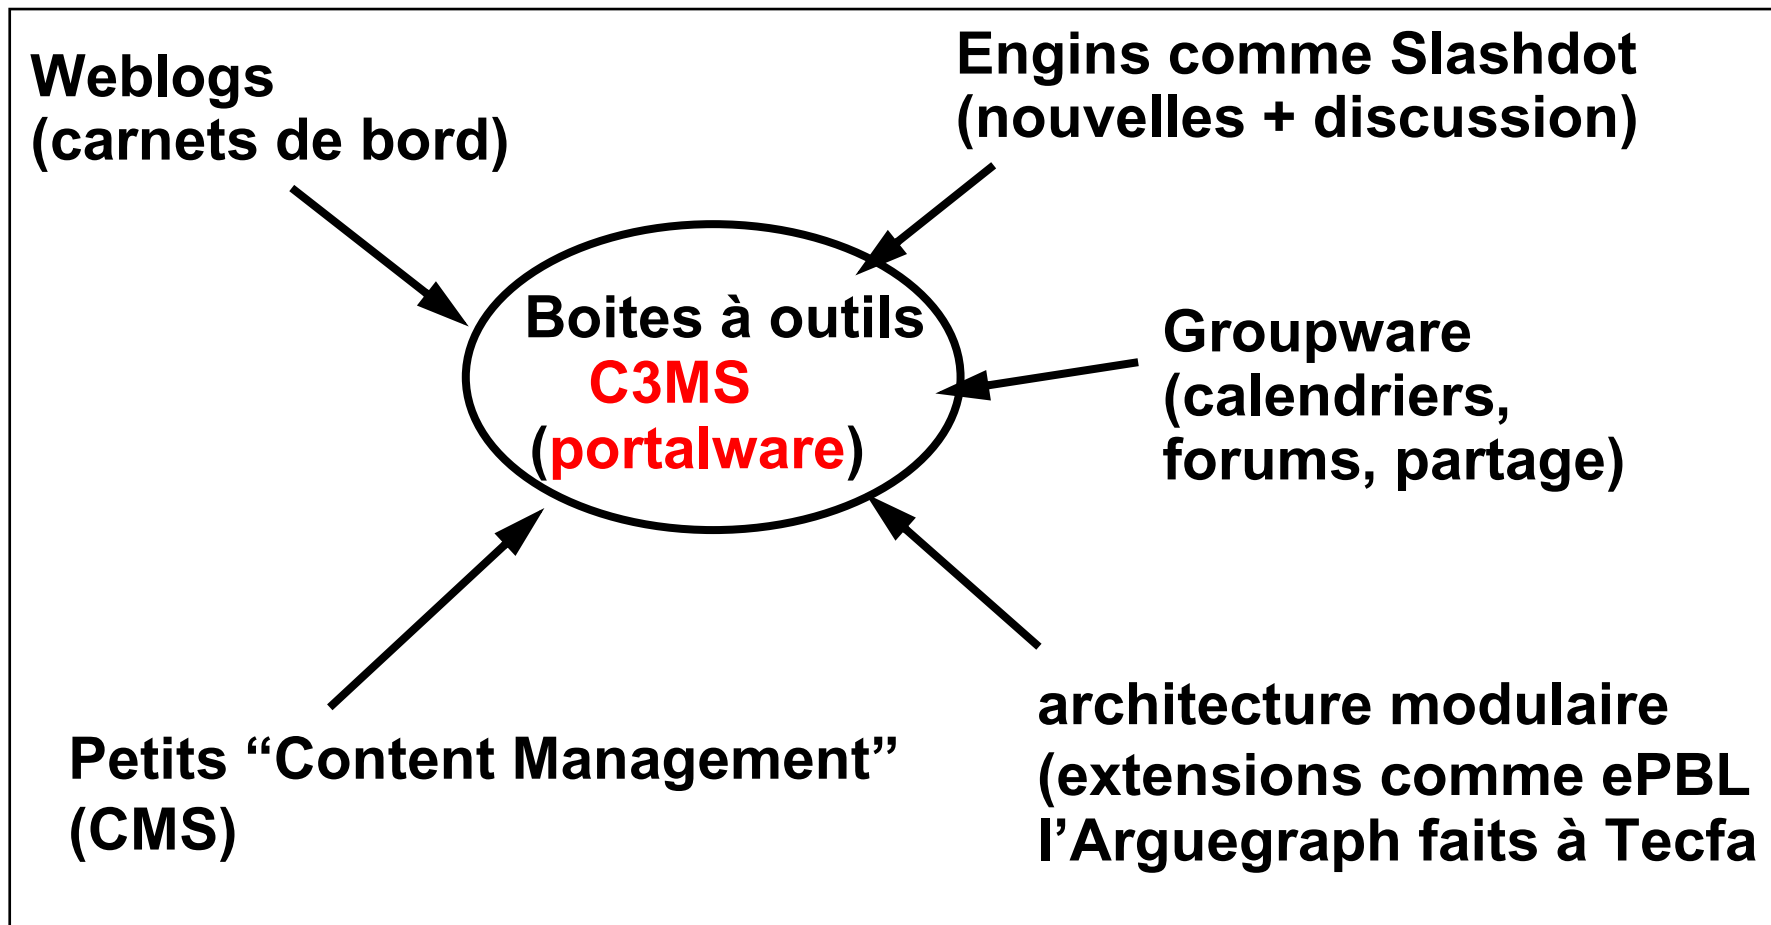 Weblogs
(carnets de bord)
Engins comme Slashdot
(nouvelles + discussion)
Boites à outils
C3MS
(portalware)
Groupware
(calendriers,
forums, partage)
Petits “Content Management”
(CMS)
architecture modulaire
(extensions comme ePBL
l’Arguegraph faits à Tecfa